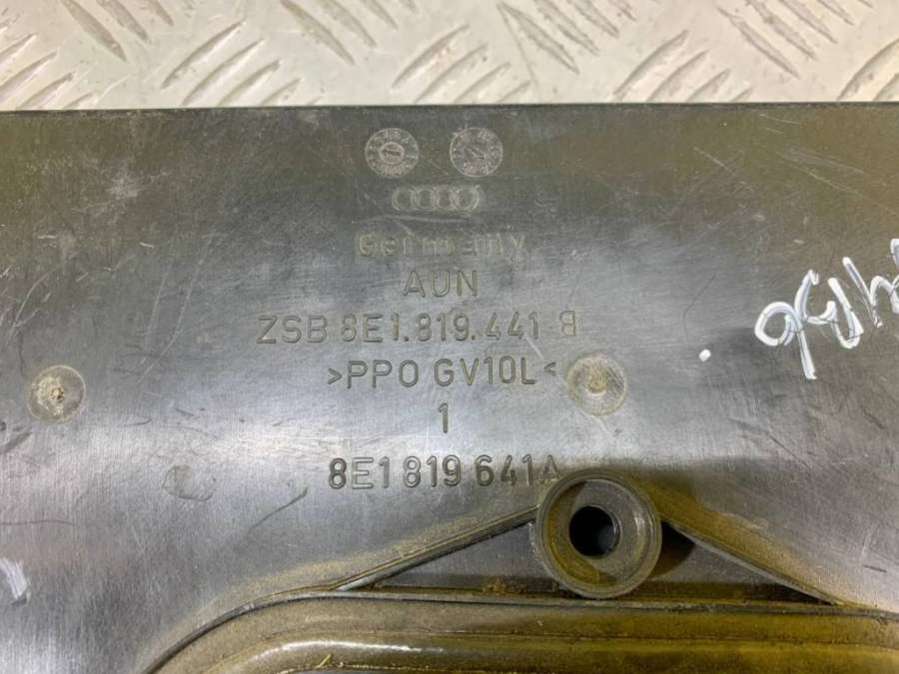 Germany
AUN
ZSB 8E1.819.441 B
>PPO GV10L<
1
8E1 819 641A